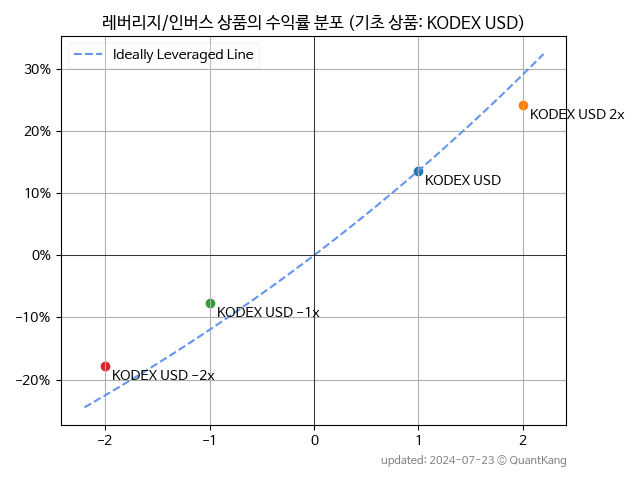 레버리지/인버스 상품의 수익률 분포 (기초 상품: KODEX USD)
Ideally Leveraged Line
30%
20%
10%
0%
−10%
−20%
KODEX USD 2x
KODEX USD
KODEX USD −1x
KODEX USD −2x
−2
−1
0
1
2
updated: 2024-07-23 © QuantKang